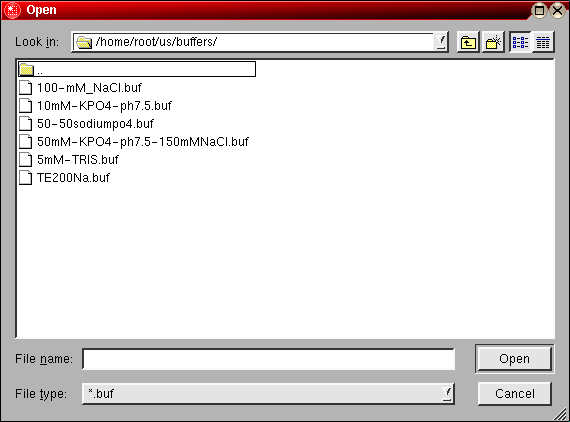 Open
Look in: /home/root/us/buffers/
..
100-mM_NaCl.buf
10mM-KPO4-ph7.5.buf
50-50sodiumpo4.buf
50mM-KPO4-ph7.5-150mMNaCl.buf
5mM-TRIS.buf
TE200Na.buf
File name: Open
File type: *.buf Cancel